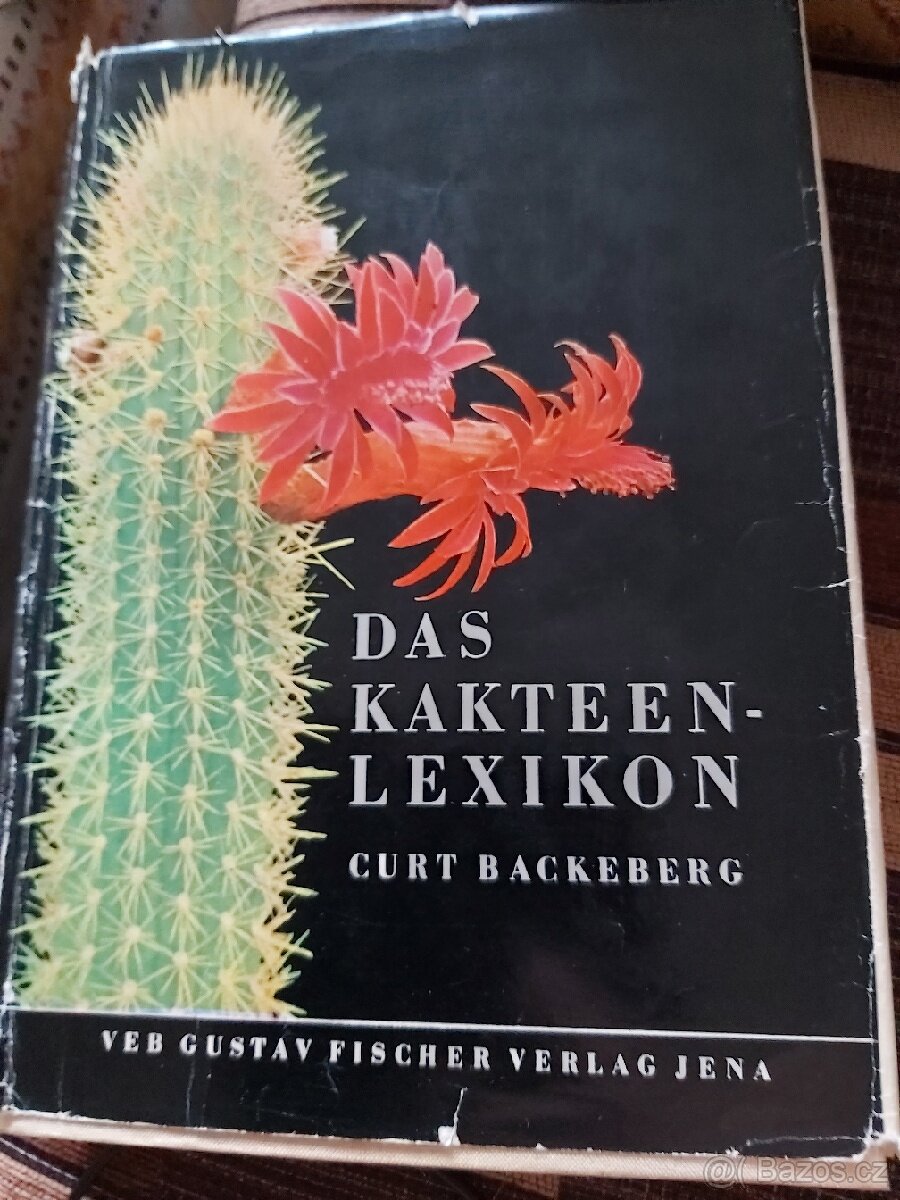 DAS
KAKTEEN-
LEXIKON
CURT BACKEBERG
VEB GUSTAV FISCHER VERLAG JENA
@ Bazos.cz